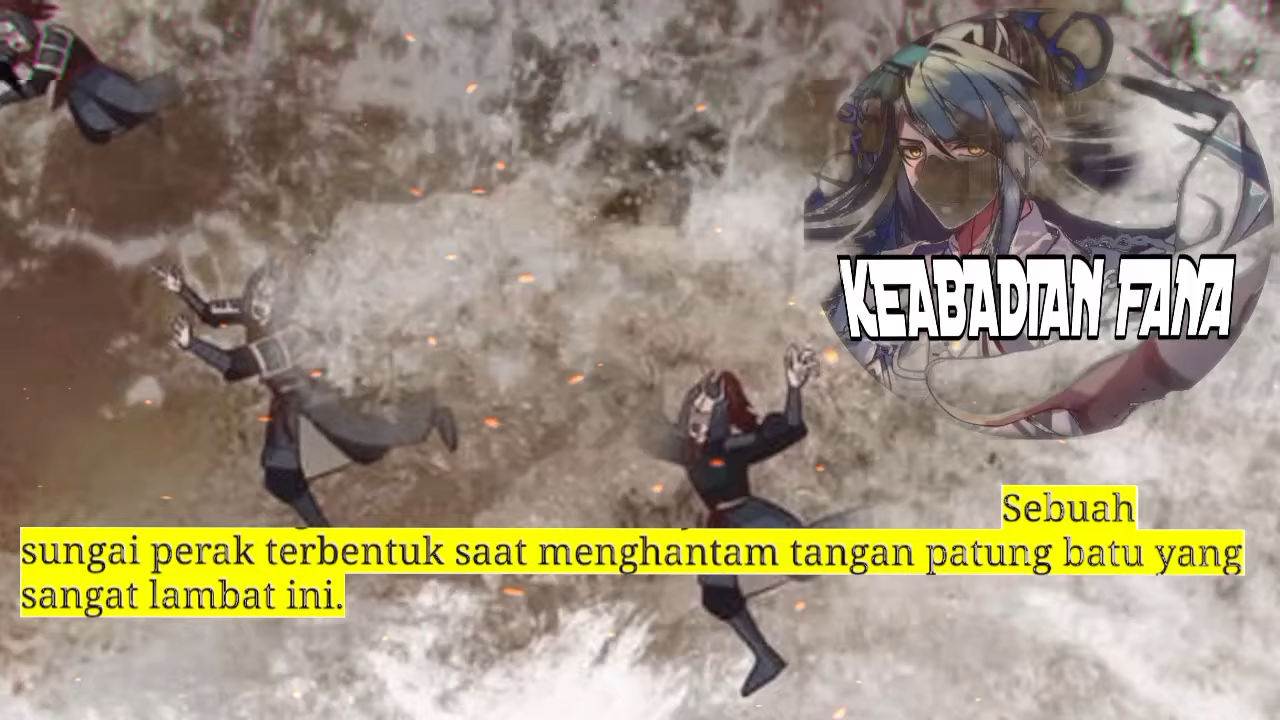 KEABADIAN FANA
Sebuah
sungai perak terbentuk saat menghantam tangan patung batu yang
sangat lambat ini.